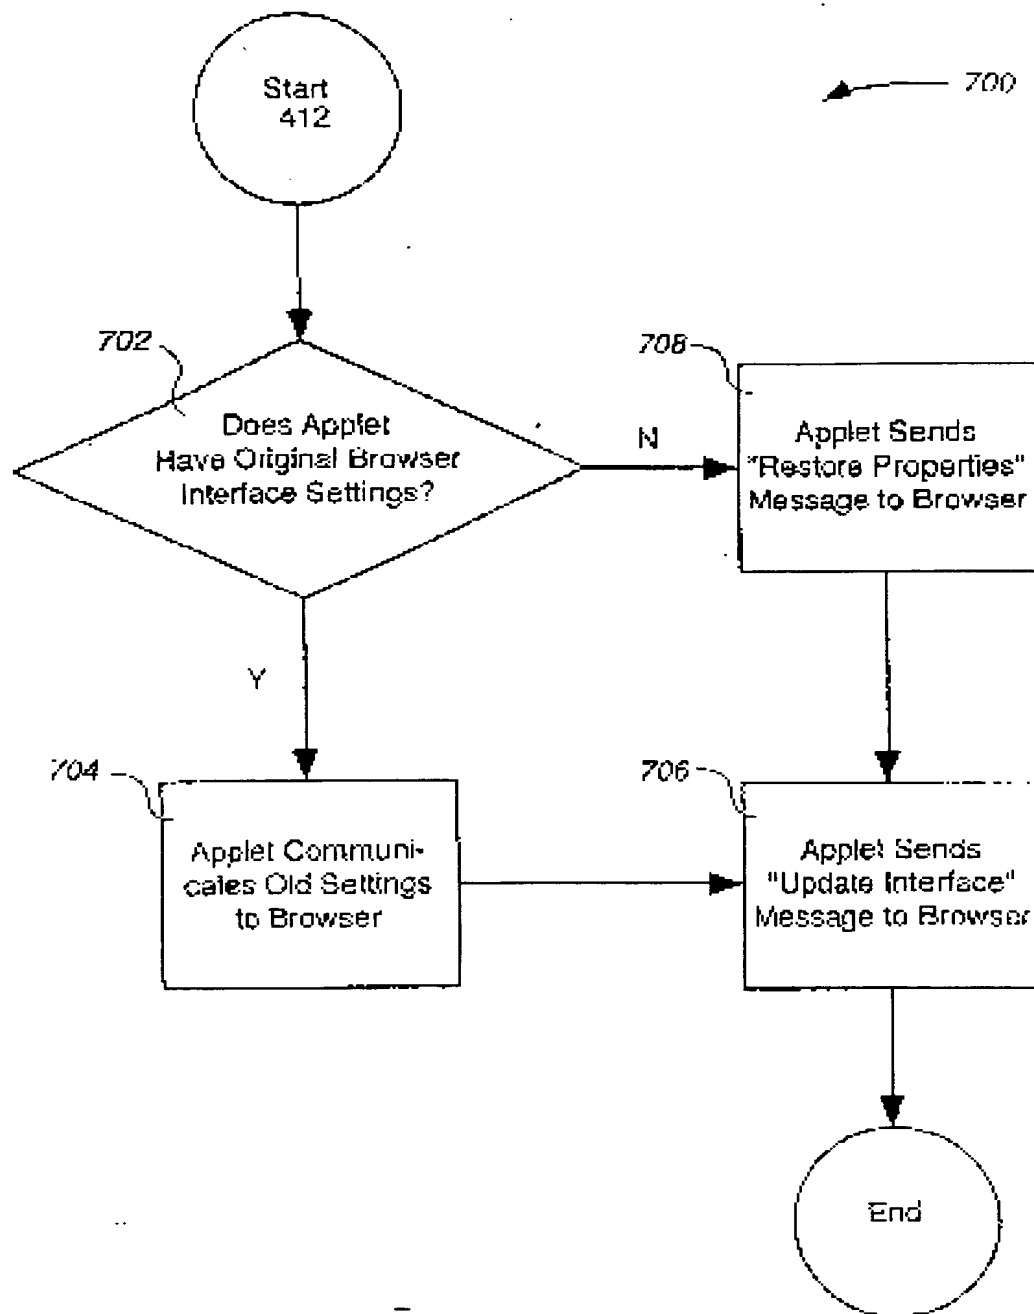 Start
412
700
702
Does Applet
Have Original Browser
Interface Settings?
N
708
Applet Sends
"Restore Properties"
Message to Browser
Y
704
Applet Communi-
cates Old Settings
to Browser
706
Applet Sends
"Update Interface"
Message to Browser
End